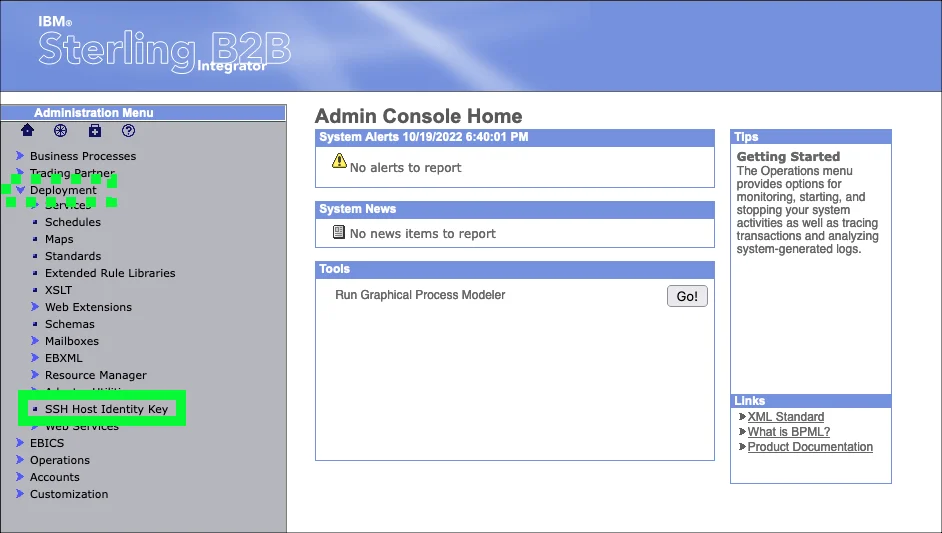 IBM®
Sterling B2B
Integrator
Administration Menu
Business Processes
Trading Partner
Deployment
Services
Schedules
Maps
Standards
Extended Rule Libraries
XSLT
Web Extensions
Schemas
Mailboxes
EBXML
Resource Manager
SSH Host Identity Key
Web Services
EBICS
Operations
Accounts
Customization
Admin Console Home
System Alerts 10/19/2022 6:40:01 PM
No alerts to report
System News
No news items to report
Tools
Run Graphical Process Modeler
Go!
Tips
Getting Started
The Operations menu
provides options for
monitoring, starting, and
stopping your system
activities as well as tracing
transactions and analyzing
system-generated logs.
Links
XML Standard
What is BPML?
Product Documentation